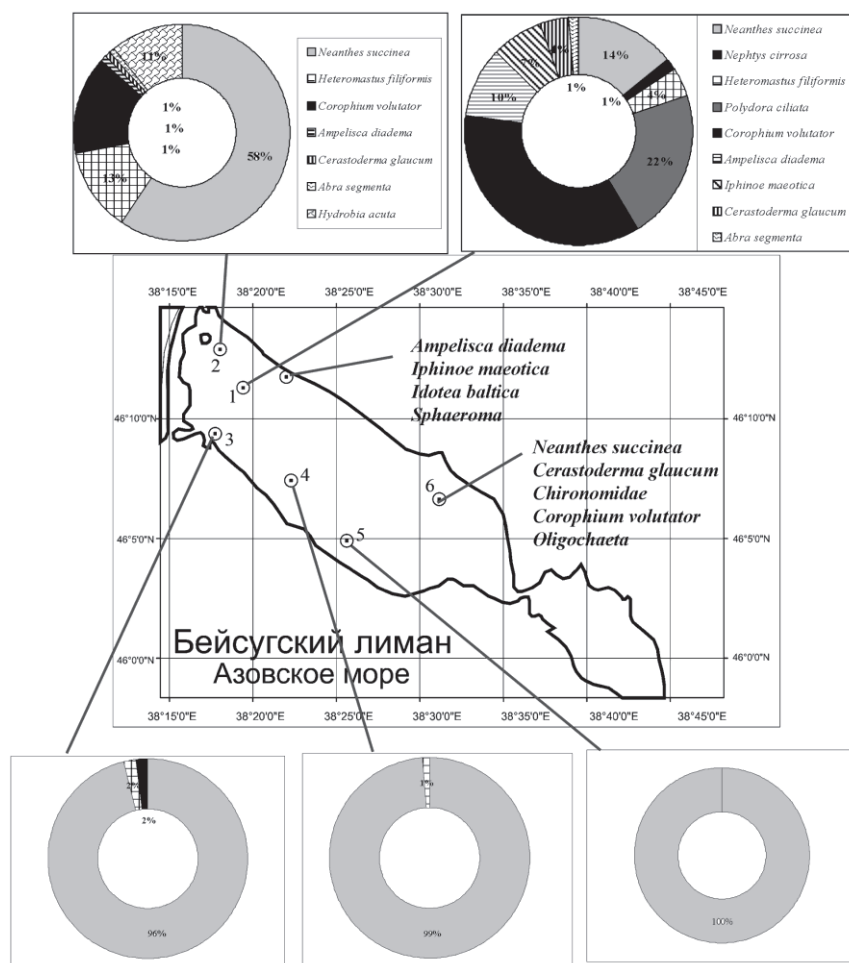 11%
1%
1%
1%
58%
13%
Neanthes succinea
Heteromastus filiformis
Corophium volutator
Ampelisca diadema
Cerastoderma glaucum
Abra segmenta
Hydrobia acuta
4%
7%
10%
14%
1%
1%
4%
22%
Neanthes succinea
Nephtys cirrosa
Heteromastus filiformis
Polydora ciliata
Corophium volutator
Ampelisca diadema
Iphinoe maeotica
Cerastoderma glaucum
Abra segmenta
38°15'0"E 38°20'0"E 38°25'0"E 38°30'0"E 38°35'0"E 38°40'0"E 38°45'0"E
2
1
3
4
5
6
Ampelisca diadema
Iphinoe maeotica
Idotea baltica
Sphaeroma
Neanthes succinea
Cerastoderma glaucum
Chironomidae
Corophium volutator
Oligochaeta
46°10'0"N 46°10'0"N
46°5'0"N 46°5'0"N
46°0'0"N 46°0'0"N
Бейсугский лиман
Азовское море
38°15'0"E 38°20'0"E 38°25'0"E 38°30'0"E 38°35'0"E 38°40'0"E 38°45'0"E
2%
2%
96%
1%
99%
100%